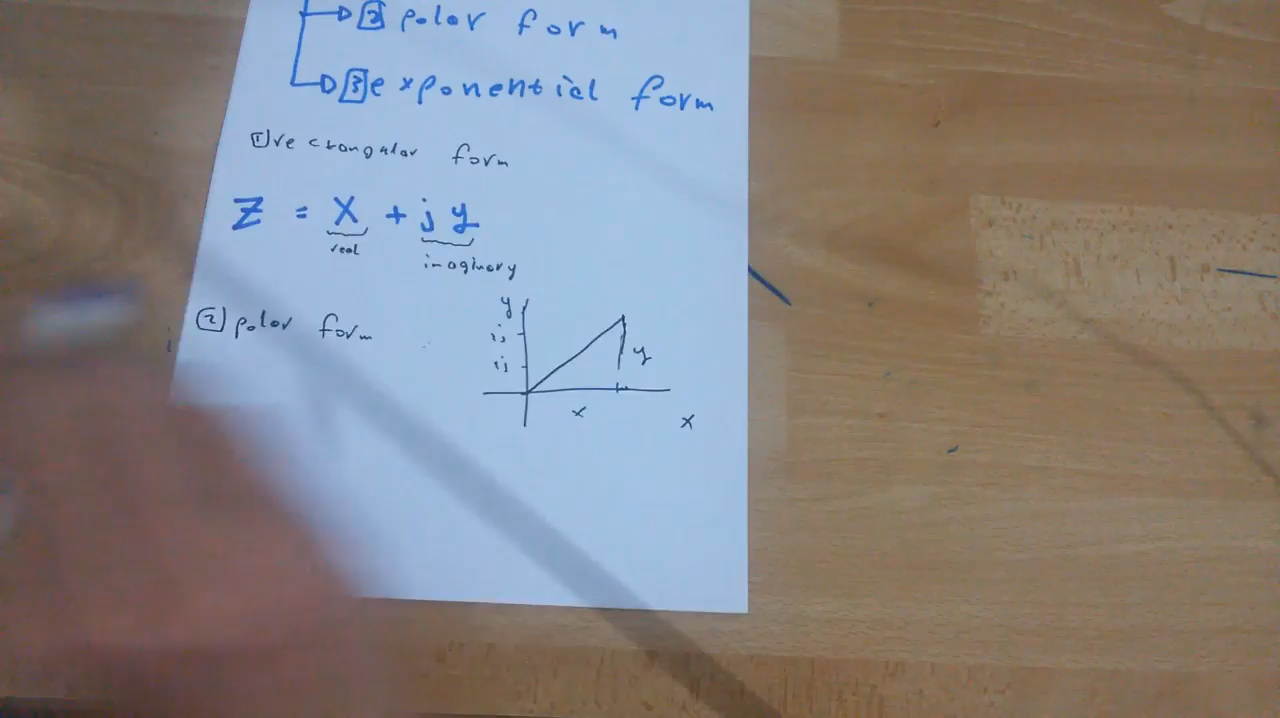 2 polar form
3 exponential form
1 rectangular form
Z = X + j y
real
imaginary
2 polar form
y
y
x
x